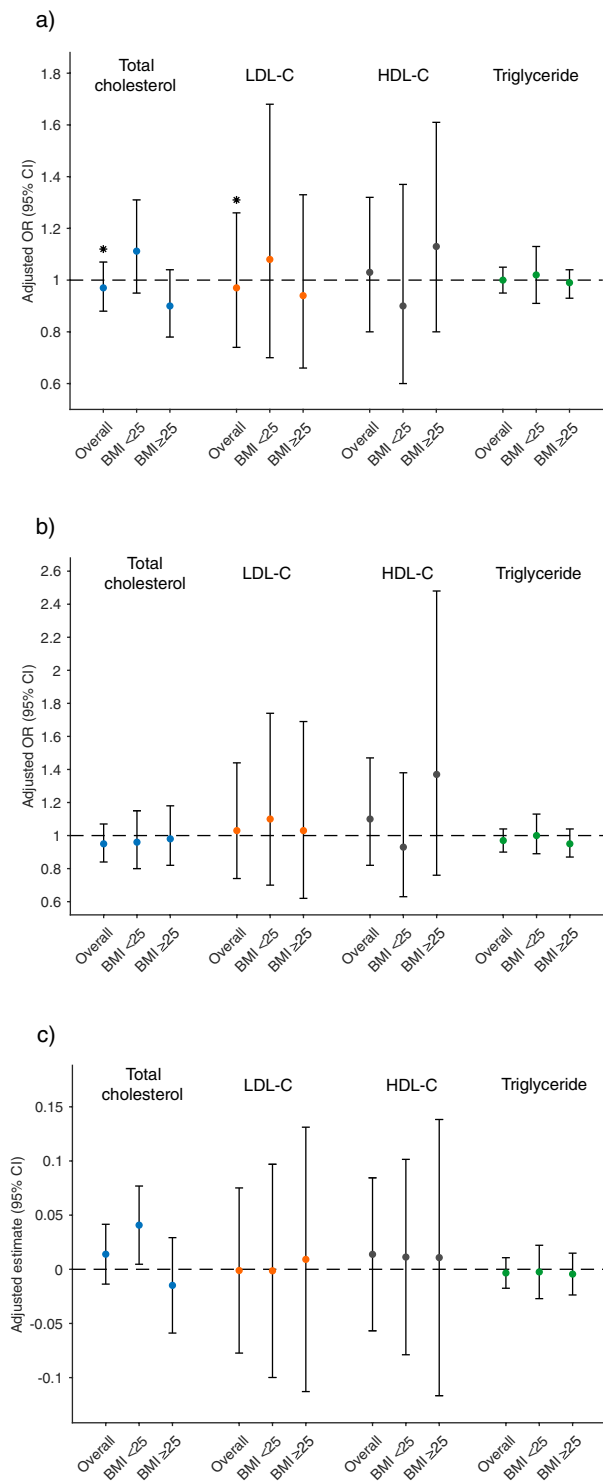 a)
Total
cholesterol
LDL-C
HDL-C
Triglyceride
Adjusted OR (95% CI)
1.8
1.6
1.4
1.2
1
0.8
0.6
*
*
Overall
BMI <25
BMI ≥25
Overall
BMI <25
BMI ≥25
Overall
BMI <25
BMI ≥25
Overall
BMI <25
BMI ≥25
b)
Total
cholesterol
LDL-C
HDL-C
Triglyceride
Adjusted OR (95% CI)
2.6
2.4
2.2
2
1.8
1.6
1.4
1.2
1
0.8
0.6
Overall
BMI <25
BMI ≥25
Overall
BMI <25
BMI ≥25
Overall
BMI <25
BMI ≥25
Overall
BMI <25
BMI ≥25
c)
Total
cholesterol
LDL-C
HDL-C
Triglyceride
Adjusted estimate (95% CI)
0.15
0.1
0.05
0
-0.05
-0.1
Overall
BMI <25
BMI ≥25
Overall
BMI <25
BMI ≥25
Overall
BMI <25
BMI ≥25
Overall
BMI <25
BMI ≥25